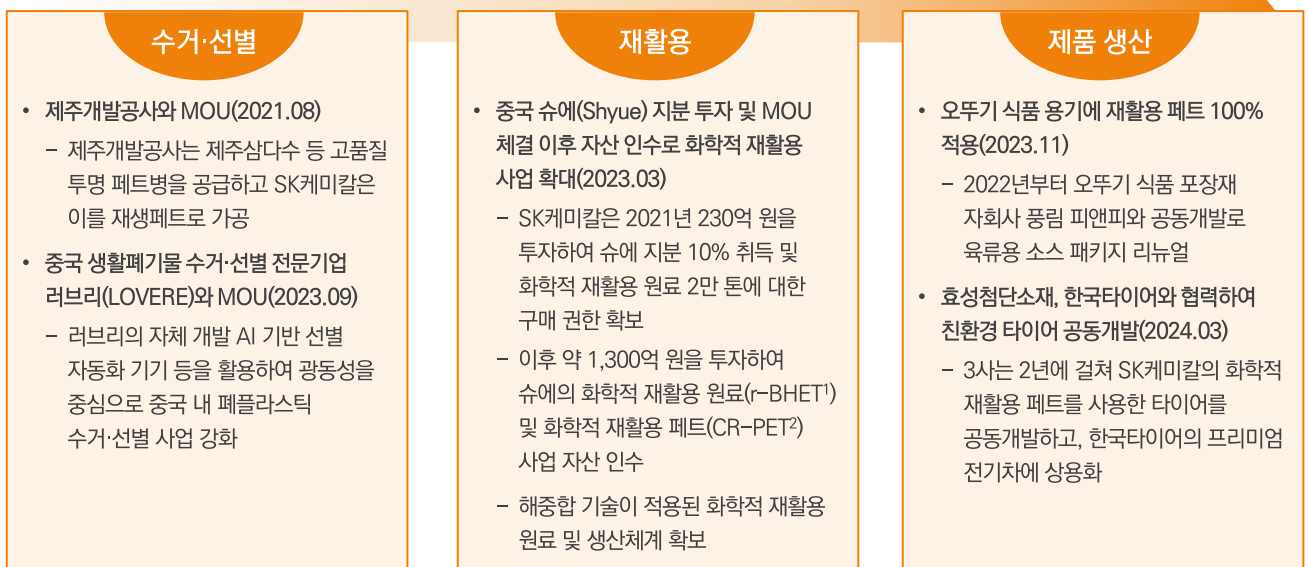 수거·선별
• 제주개발공사와 MOU(2021.08)
– 제주개발공사는 제주삼다수 등 고품질
투명 페트병을 공급하고 SK케미칼은
이를 재생페트로 가공
• 중국 생활폐기물 수거·선별 전문기업
러브리(LOVERE)와 MOU(2023.09)
– 러브리의 자체 개발 AI 기반 선별
자동화 기기 등을 활용하여 광동성을
중심으로 중국 내 폐플라스틱
수거·선별 사업 강화
재활용
• 중국 슈에(Shyue) 지분 투자 및 MOU
체결 이후 자산 인수로 화학적 재활용
사업 확대(2023.03)
– SK케미칼은 2021년 230억 원을
투자하여 슈에 지분 10% 취득 및
화학적 재활용 원료 2만 톤에 대한
구매 권한 확보
– 이후 약 1,300억 원을 투자하여
슈에의 화학적 재활용 원료(r-BHET¹)
및 화학적 재활용 페트(CR-PET²)
사업 자산 인수
– 해중합 기술이 적용된 화학적 재활용
원료 및 생산체계 확보
제품 생산
• 오뚜기 식품 용기에 재활용 페트 100%
적용(2023.11)
– 2022년부터 오뚜기 식품 포장재
자회사 풍림 피앤피와 공동개발로
육류용 소스 패키지 리뉴얼
• 효성첨단소재, 한국타이어와 협력하여
친환경 타이어 공동개발(2024.03)
– 3사는 2년에 걸쳐 SK케미칼의 화학적
재활용 페트를 사용한 타이어를
공동개발하고, 한국타이어의 프리미엄
전기차에 상용화